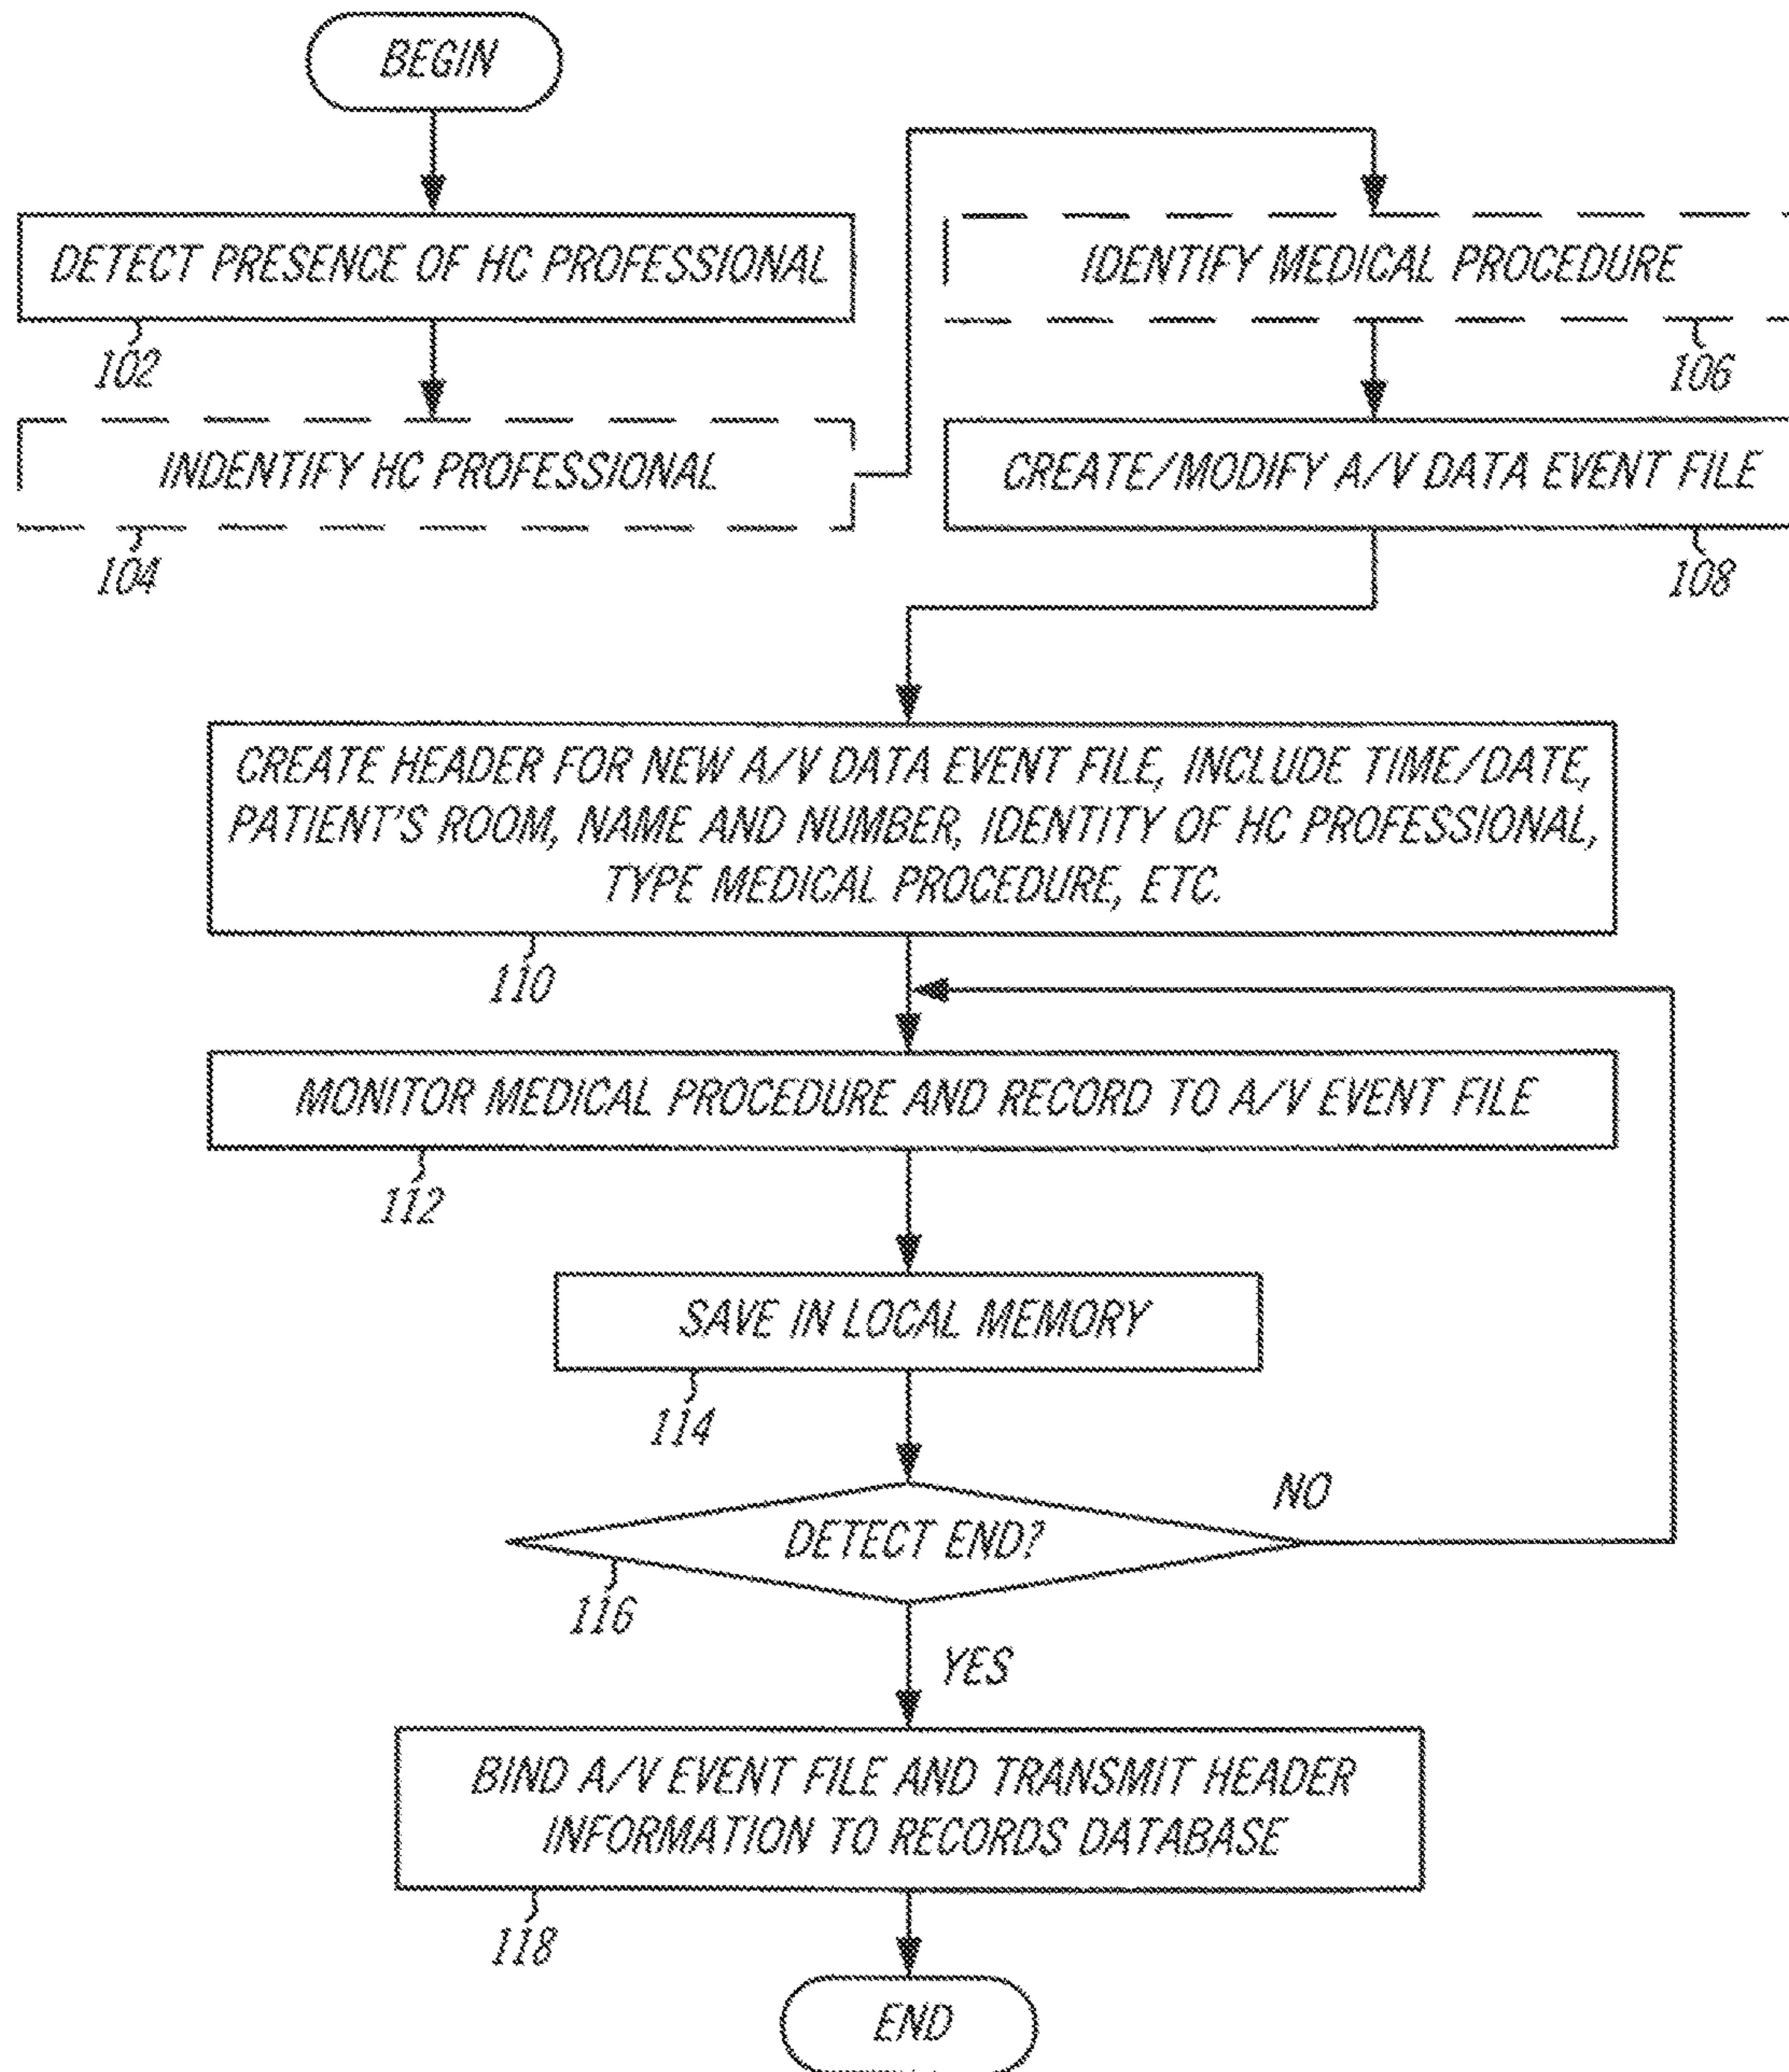 BEGIN
DETECT PRESENCE OF HC PROFESSIONAL
102
INDENTIFY HC PROFESSIONAL
104
IDENTIFY MEDICAL PROCEDURE
106
CREATE/MODIFY A/V DATA EVENT FILE
108
CREATE HEADER FOR NEW A/V DATA EVENT FILE, INCLUDE TIME/DATE,
PATIENT'S ROOM, NAME AND NUMBER, IDENTITY OF HC PROFESSIONAL,
TYPE MEDICAL PROCEDURE, ETC.
110
MONITOR MEDICAL PROCEDURE AND RECORD TO A/V EVENT FILE
112
SAVE IN LOCAL MEMORY
114
DETECT END?
NO
116
YES
BIND A/V EVENT FILE AND TRANSMIT HEADER
INFORMATION TO RECORDS DATABASE
118
END